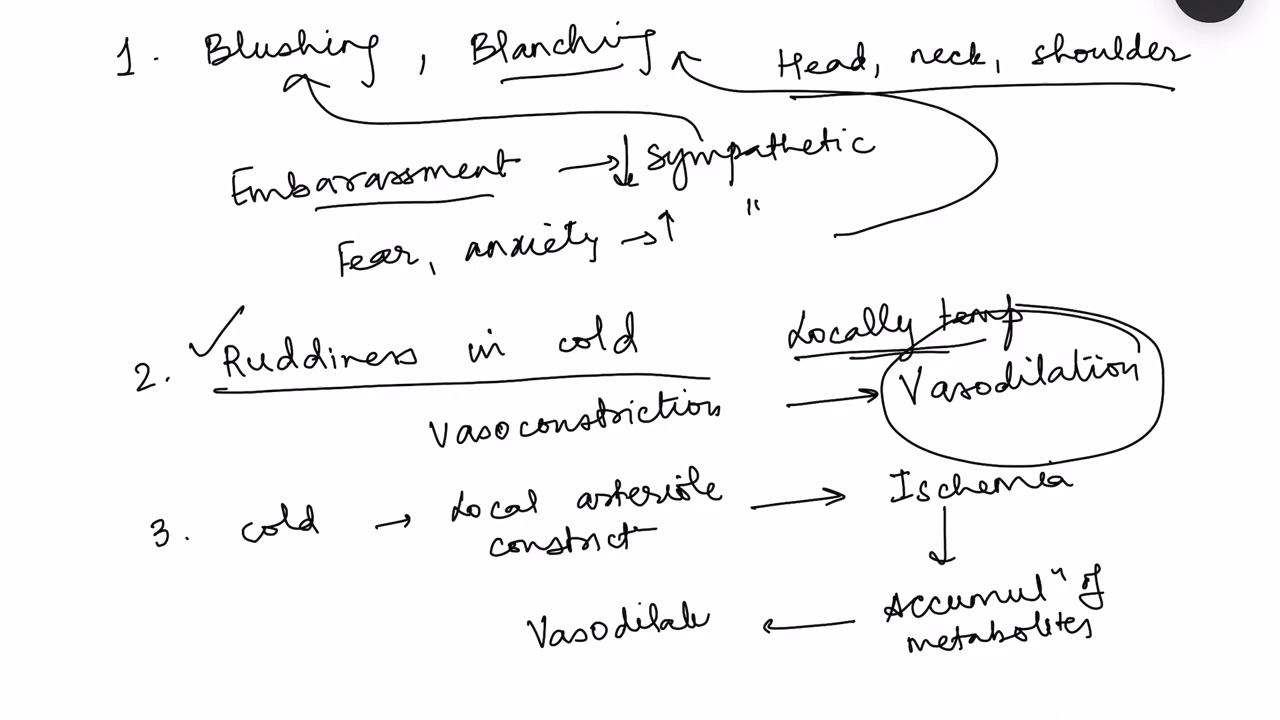 1. Blushing, Blanching Head, neck, shoulder
Embarassment → ↓ Sympathetic
Fear, anxiety → ↑ "
2. ✓ Ruddiness in cold Locally temp
Vasoconstriction → Vasodilation
3. cold → Local arteriole → Ischemia
constrict
↓
Vasodilate ← Accumulⁿ of
metabolites